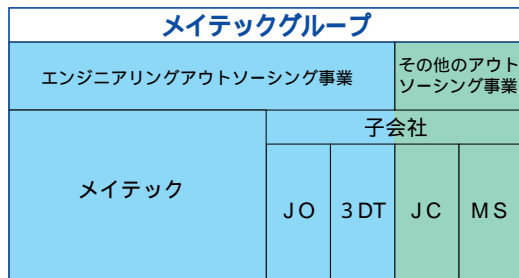 メイテックグループ
エンジニアリングアウトソーシング事業
その他のアウト
ソーシング事業
子会社
メイテック
JO
3DT
JC
MS